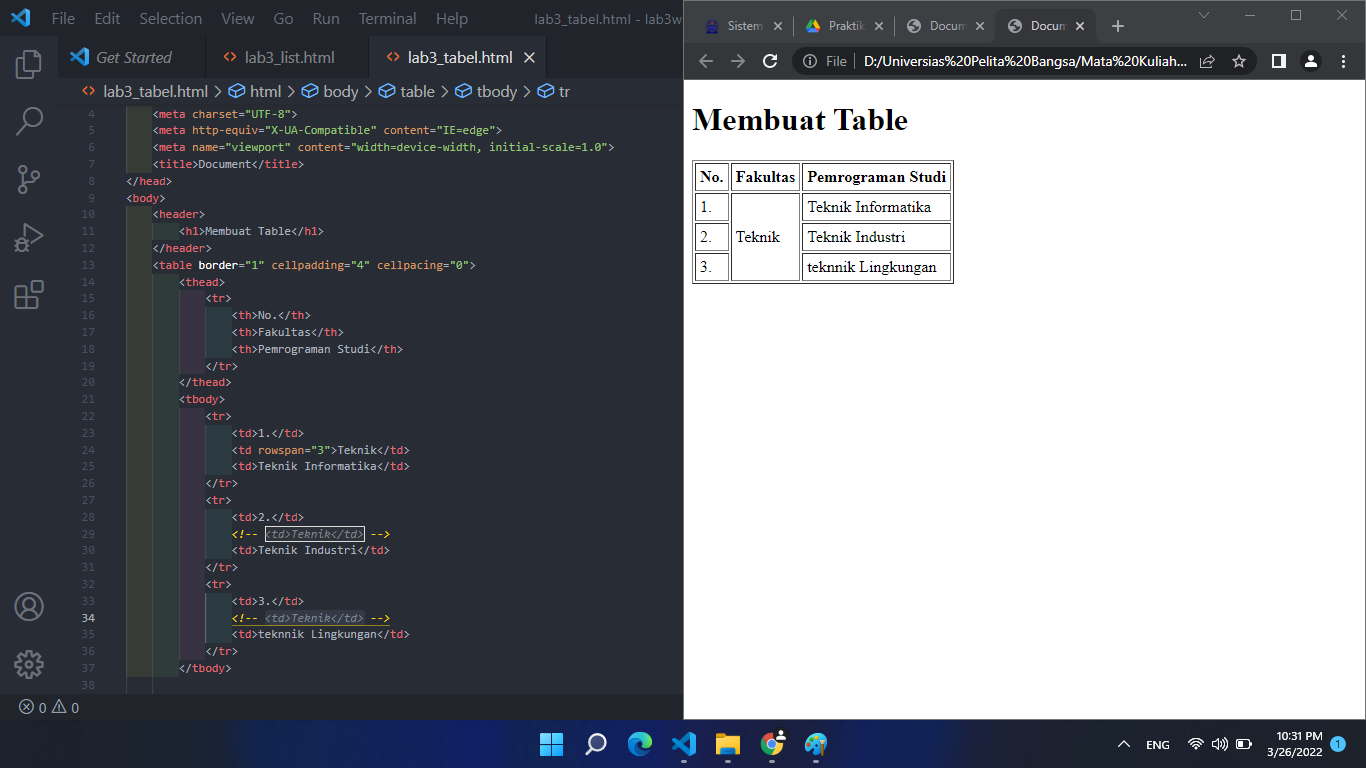 File Edit Selection View Go Run Terminal Help lab3_tabel.html - lab3w
Get Started lab3_list.html lab3_tabel.html
lab3_tabel.html > html > body > table > tbody > tr
4 <meta charset="UTF-8">
5 <meta http-equiv="X-UA-Compatible" content="IE=edge">
6 <meta name="viewport" content="width=device-width, initial-scale=1.0">
7 <title>Document</title>
8 </head>
9 <body>
10 <header>
11 <h1>Membuat Table</h1>
12 </header>
13 <table border="1" cellpadding="4" cellpacing="0">
14 <thead>
15 <tr>
16 <th>No.</th>
17 <th>Fakultas</th>
18 <th>Pemrograman Studi</th>
19 </tr>
20 </thead>
21 <tbody>
22 <tr>
23 <td>1.</td>
24 <td rowspan="3">Teknik</td>
25 <td>Teknik Informatika</td>
26 </tr>
27 <tr>
28 <td>2.</td>
29 <!-- <td>Teknik</td> -->
30 <td>Teknik Industri</td>
31 </tr>
32 <tr>
33 <td>3.</td>
34 <!-- <td>Teknik</td> -->
35 <td>teknnik Lingkungan</td>
36 </tr>
37 </tbody>
38
0 0
Sistem Praktik Docum Docum
File D:/Universias%20Pelita%20Bangsa/Mata%20Kuliah...
Membuat Table
No. Fakultas Pemrograman Studi
1. Teknik Informatika
2. Teknik Teknik Industri
3. teknnik Lingkungan
ENG 10:31 PM
3/26/2022 1